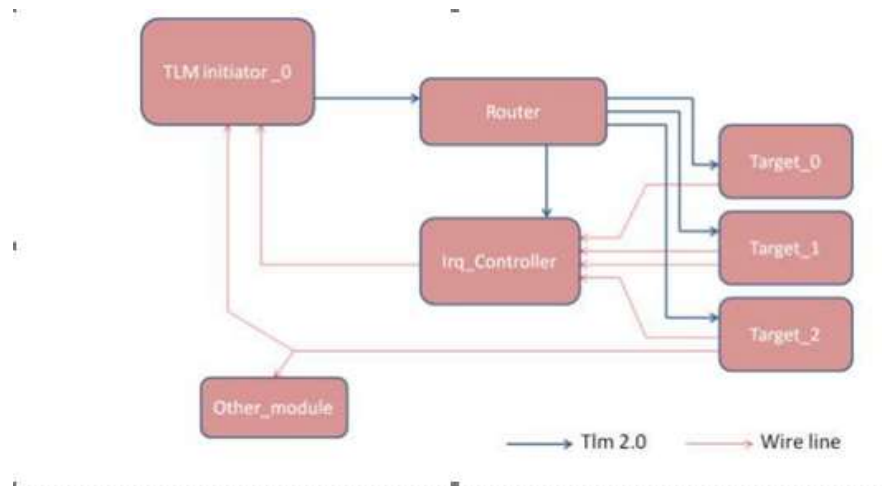 TLM initiator _0
Router
Target_0
Target_1
Irq_Controller
Target_2
Other_module
Tlm 2.0
Wire line